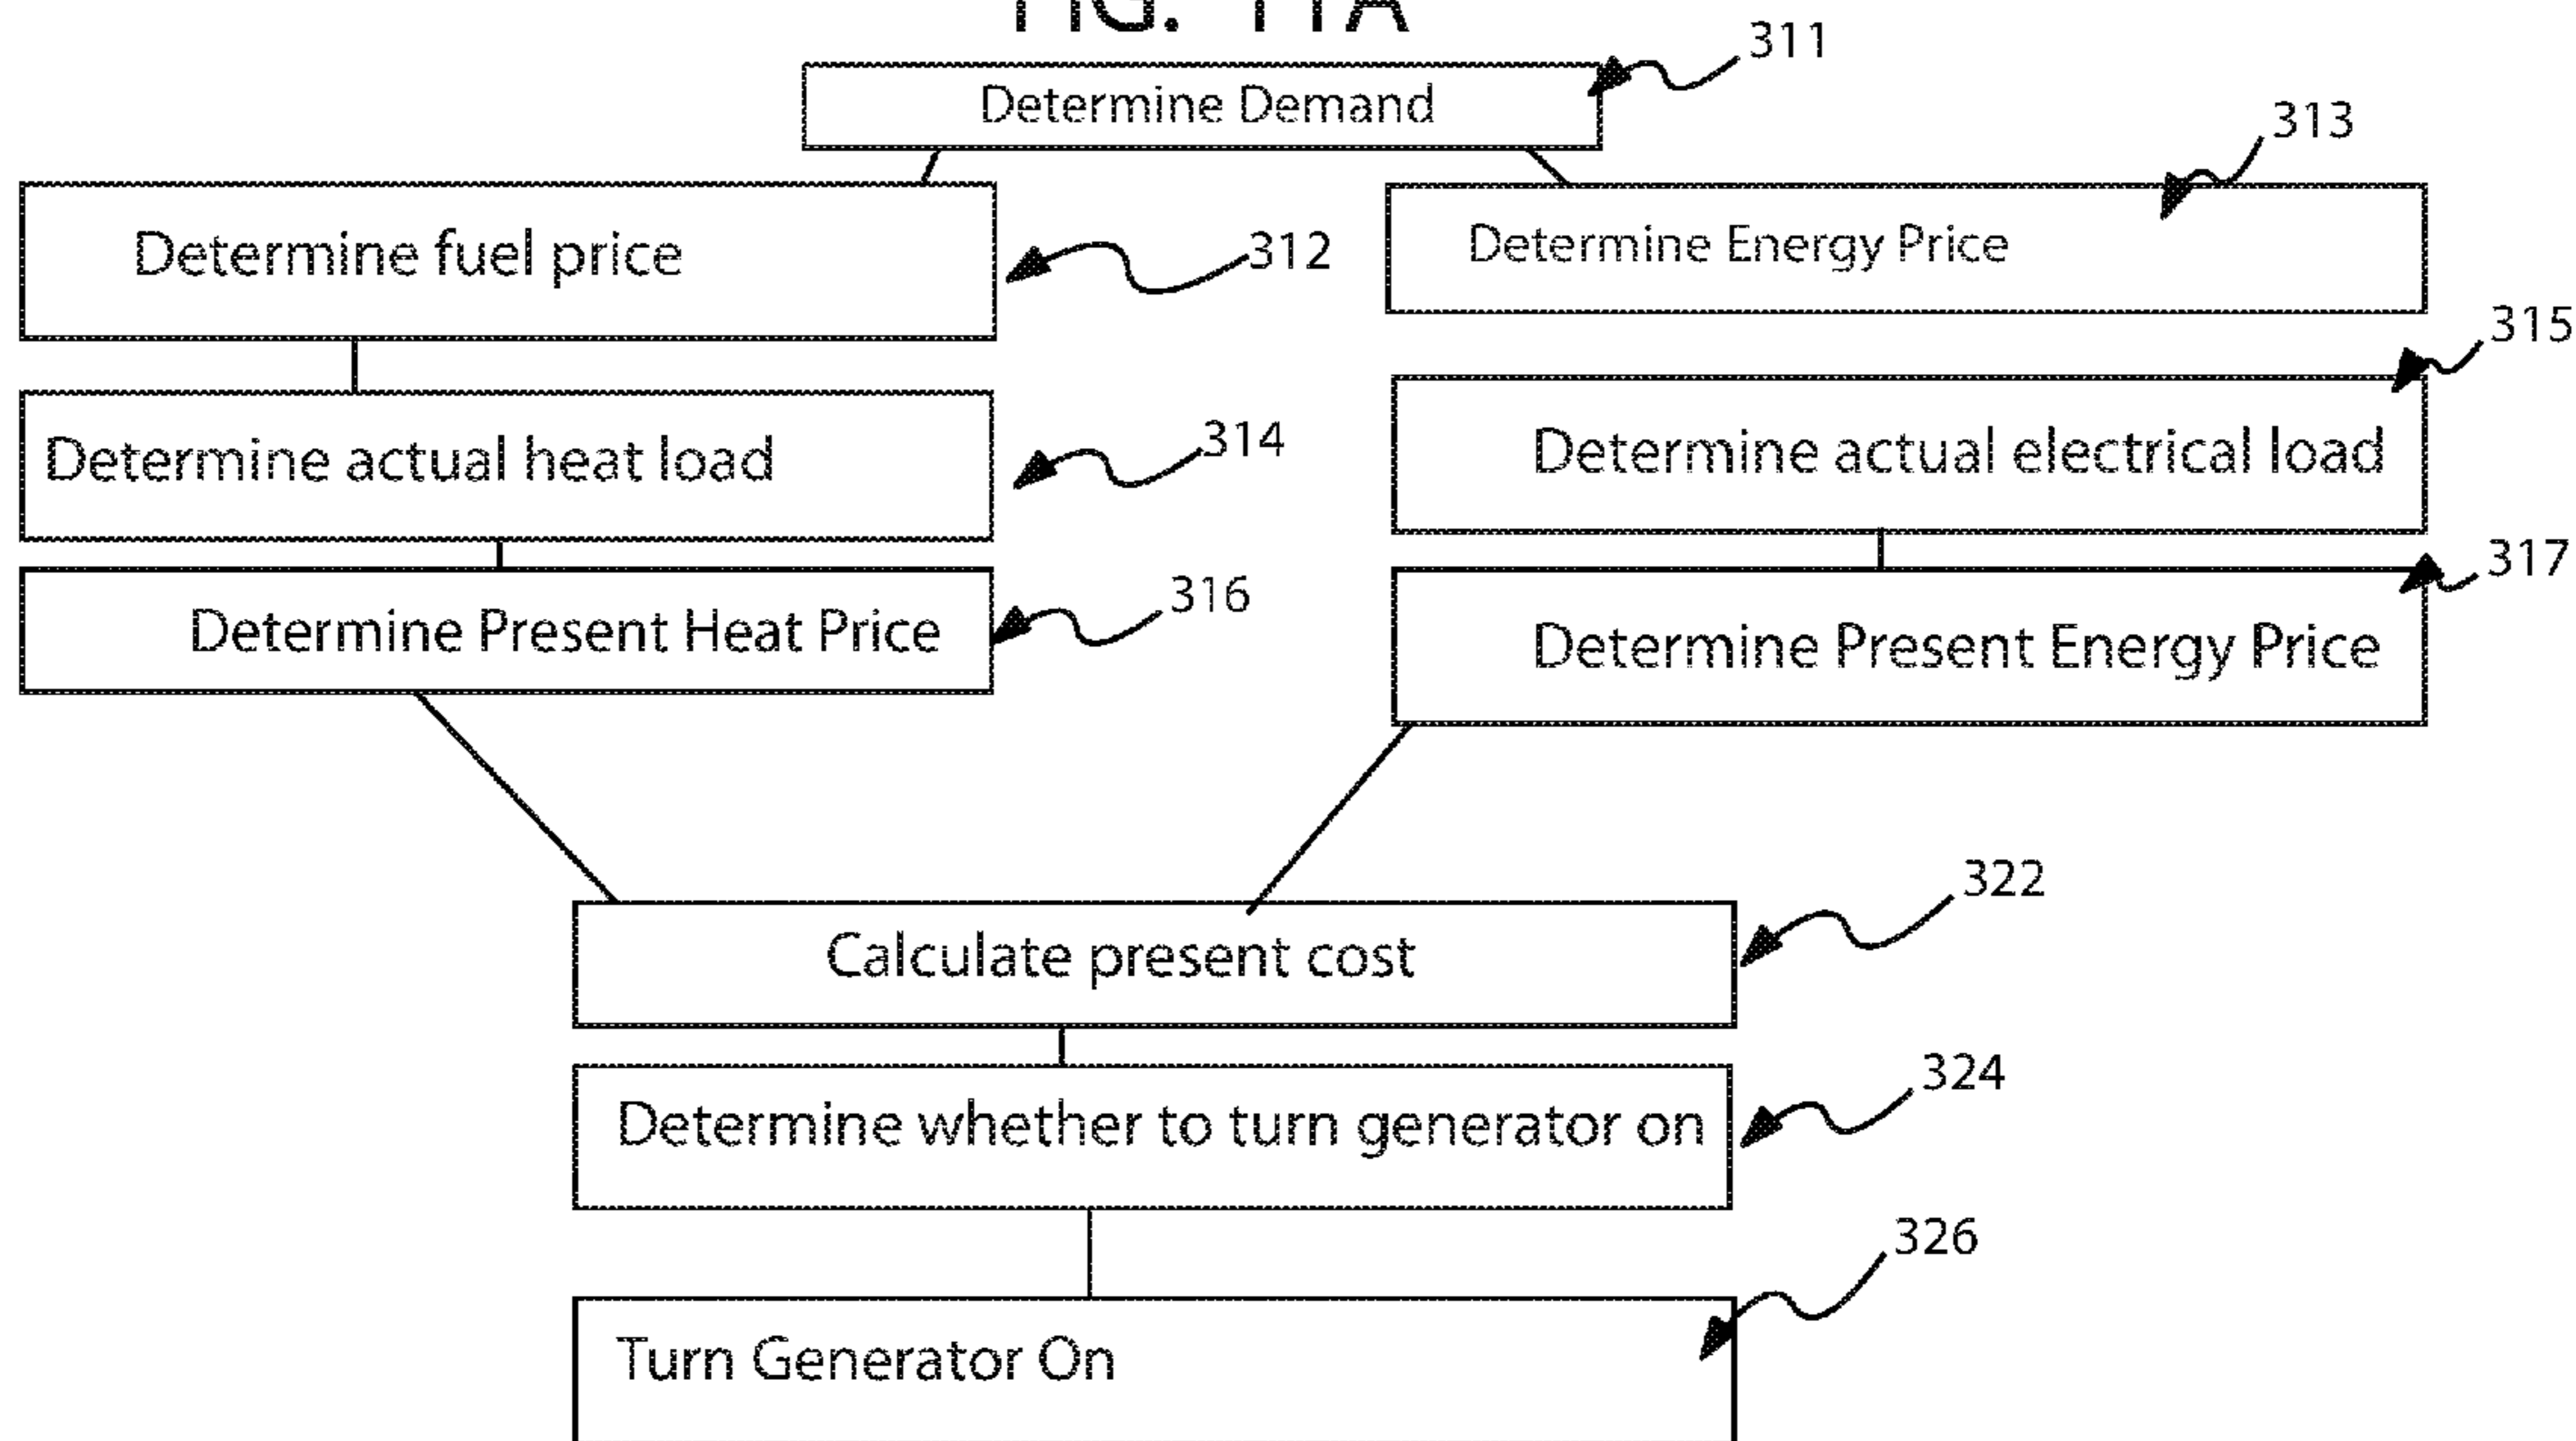 FIG. 11A
311
Determine Demand
313
Determine fuel price
312
Determine Energy Price
315
Determine actual heat load
314
Determine actual electrical load
317
Determine Present Heat Price
316
Determine Present Energy Price
322
Calculate present cost
324
Determine whether to turn generator on
326
Turn Generator On